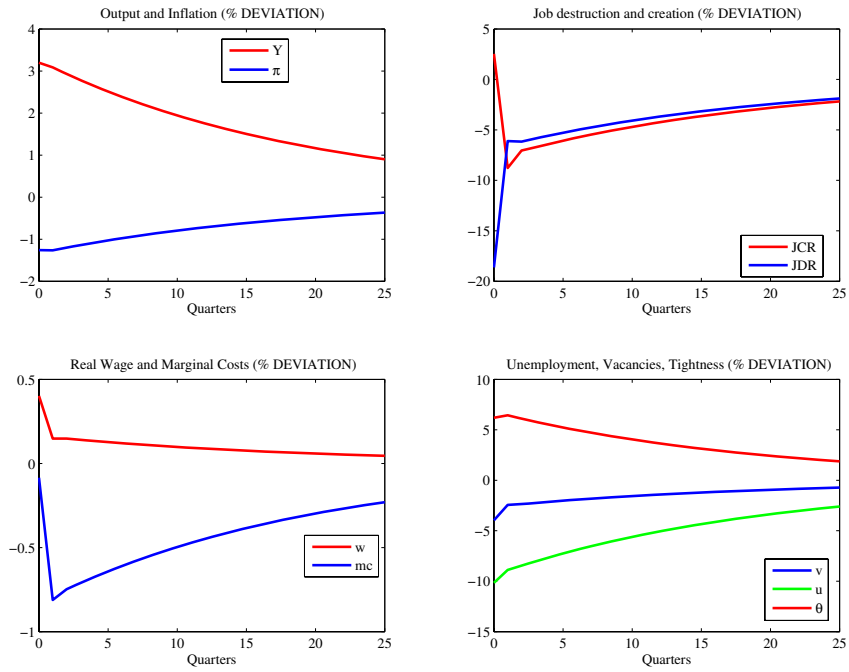 Output and Inflation (% DEVIATION)
4
3
2
1
0
−1
−2
0
5
10
15
20
25
Quarters
Y
π
Job destruction and creation (% DEVIATION)
5
0
−5
−10
−15
−20
0
5
10
15
20
25
Quarters
JCR
JDR
Real Wage and Marginal Costs (% DEVIATION)
0.5
0
−0.5
−1
0
5
10
15
20
25
Quarters
w
mc
Unemployment, Vacancies, Tightness (% DEVIATION)
10
5
0
−5
−10
−15
0
5
10
15
20
25
Quarters
v
u
θ